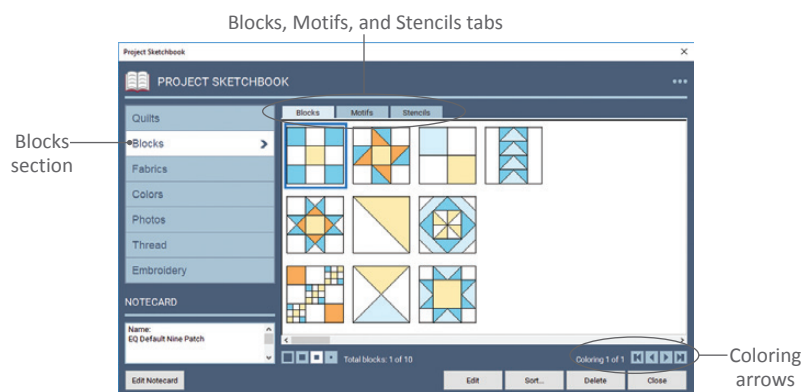 Blocks, Motifs, and Stencils tabs
Project Sketchbook
PROJECT SKETCHBOOK
Blocks
Motifs
Stencils
Quilts
Blocks
section
Blocks
Fabrics
Colors
Photos
Thread
Embroidery
NOTECARD
Name:
EQ Default Nine Patch
Total blocks: 1 of 10
Coloring 1 of 1
Coloring
arrows
Edit Notecard
Edit
Sort...
Delete
Close